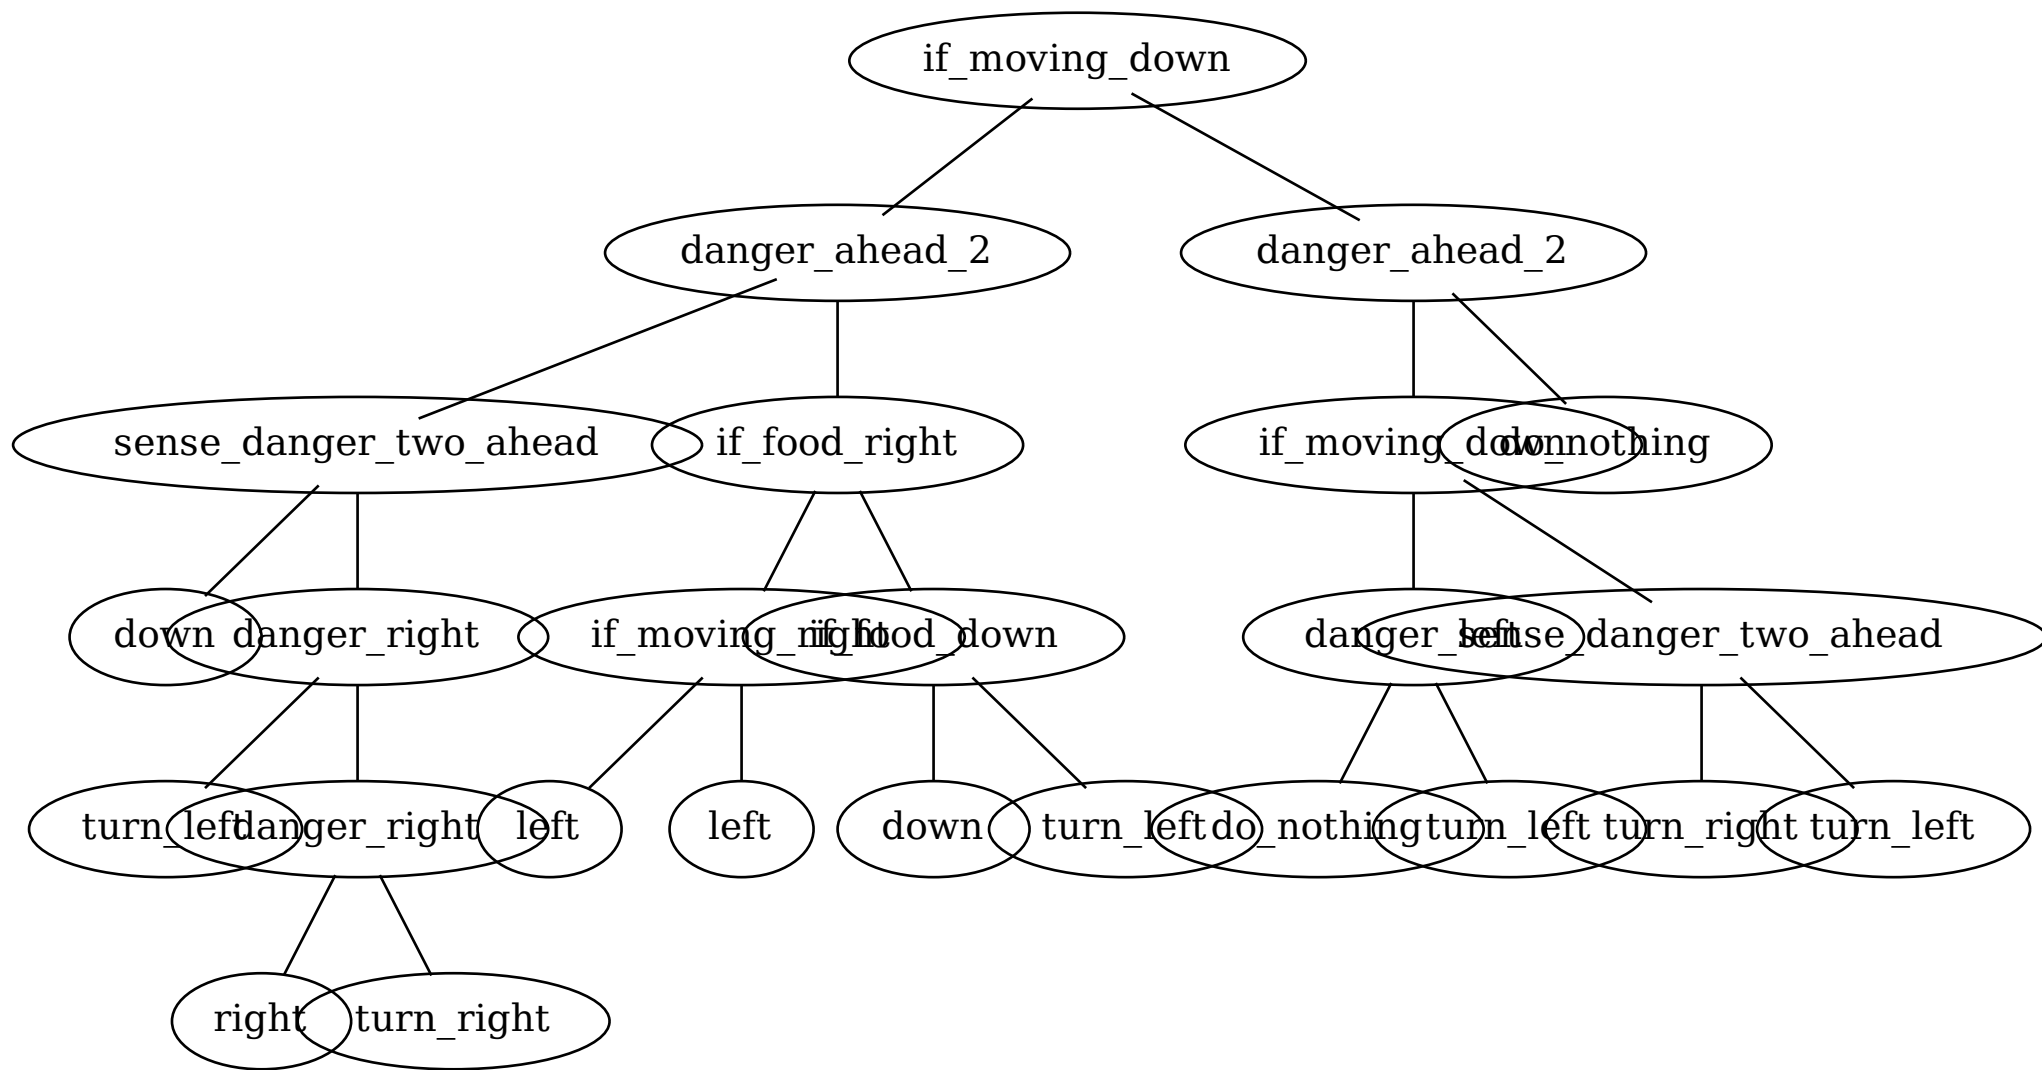 if_moving_down
danger_ahead_2
danger_ahead_2
sense_danger_two_ahead
if_food_right
if_moving_down
do_nothing
down
danger_right
if_moving_right
if_food_down
danger_left
sense_danger_two_ahead
turn_left
danger_right
left
left
down
turn_left
do_nothing
turn_left
turn_right
turn_left
right
turn_right